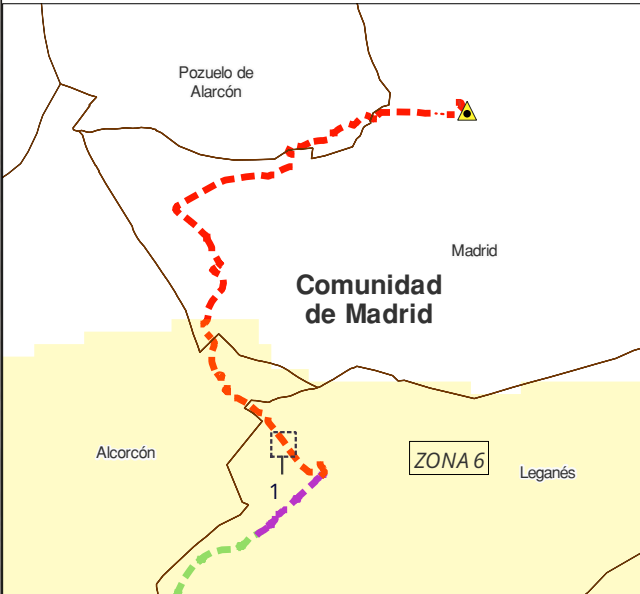 Pozuelo de
Alarcón
Madrid
Comunidad
de Madrid
Alcorcón
ZONA 6
Leganés
1